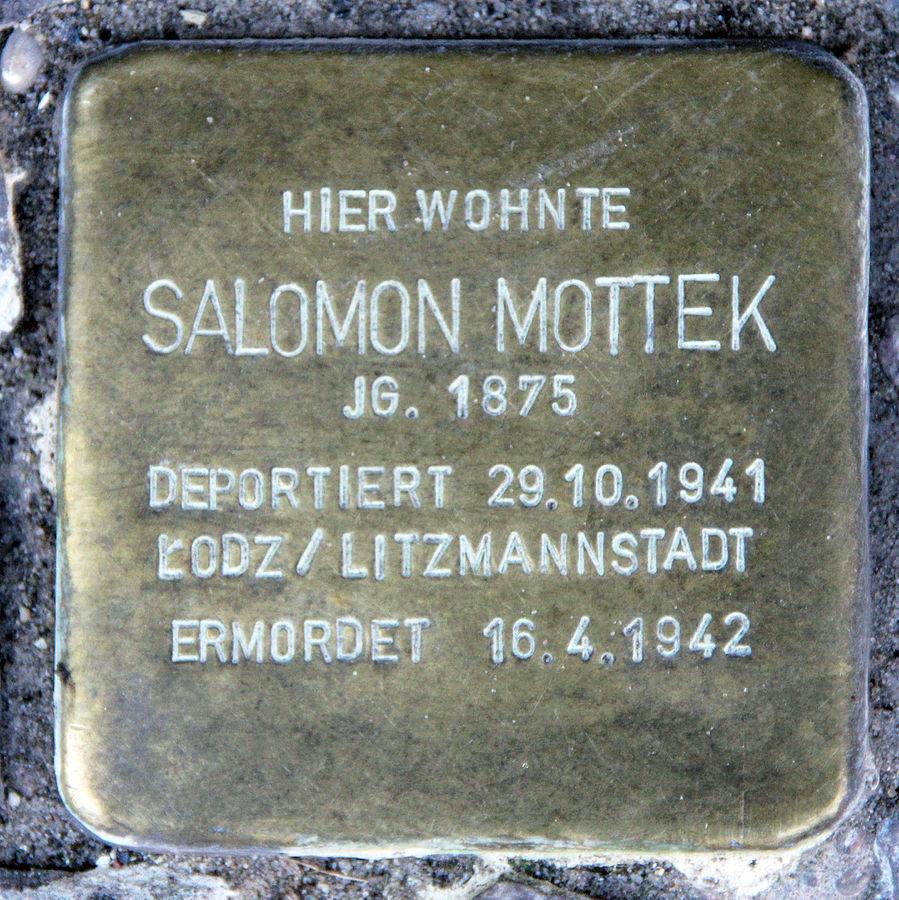 HIER WOHNTE
SALOMON MOTTEK
JG. 1875
DEPORTIERT 29.10.1941
ŁODZ/LITZMANNSTADT
ERMORDET 16.4.1942